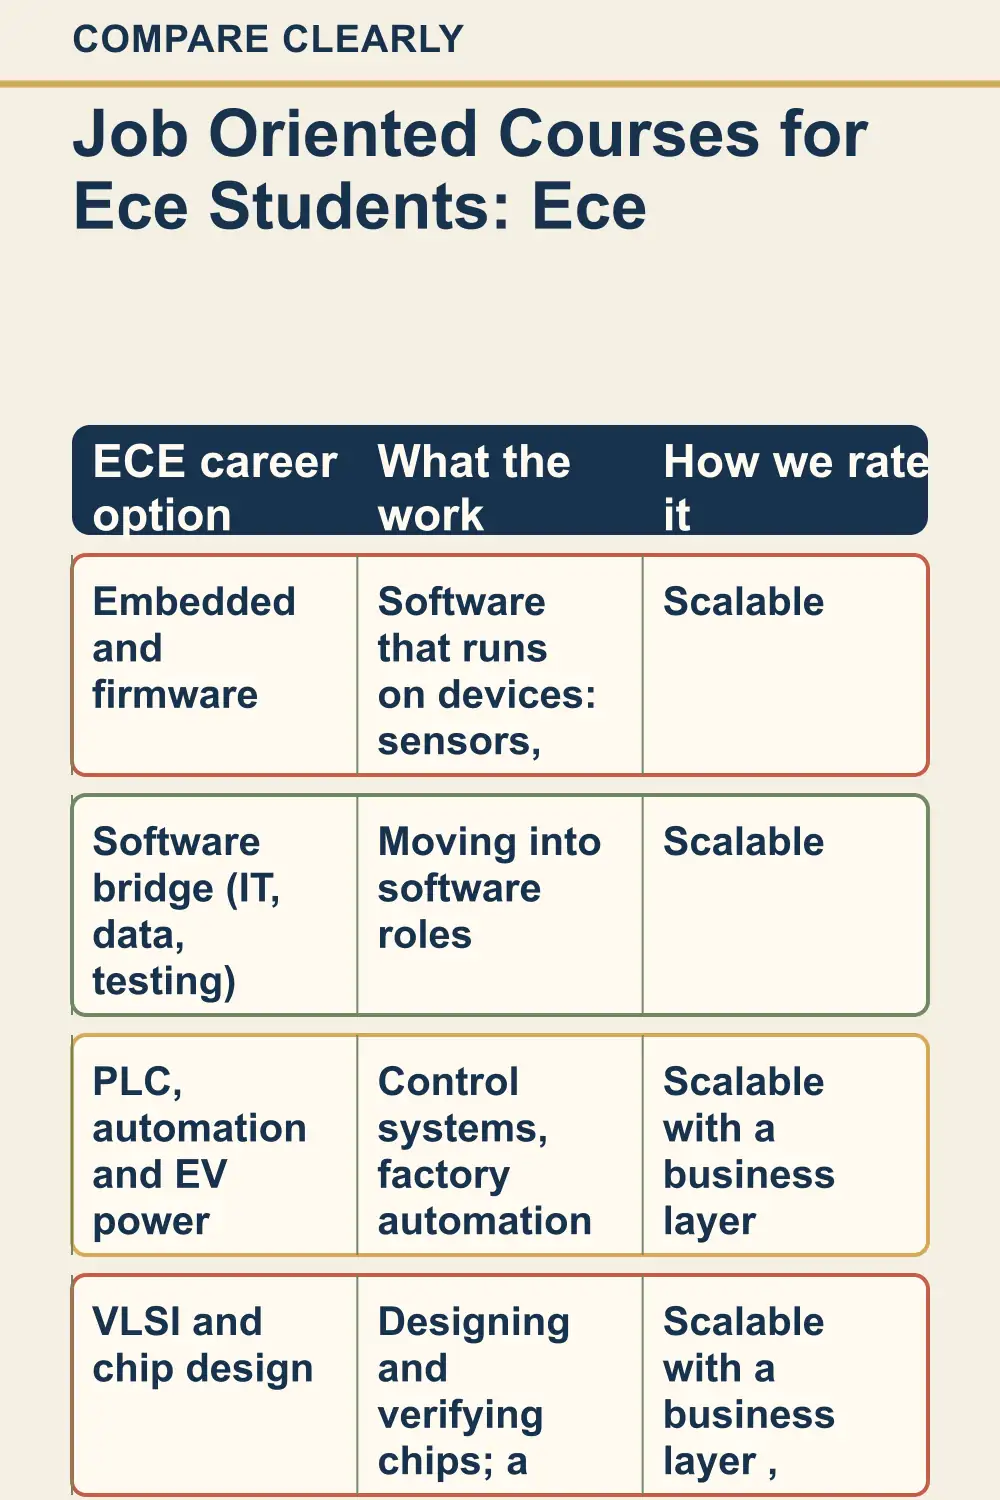 COMPARE CLEARLY
Job Oriented Courses for
Ece Students: Ece
ECE career
option
What the
work
How we rate
it
Embedded
and
firmware
Software
that runs
on devices:
sensors,
Scalable
Software
bridge (IT,
data,
testing)
Moving into
software
roles
Scalable
PLC,
automation
and EV
power
Control
systems,
factory
automation
Scalable
with a
business
layer
VLSI and
chip design
Designing
and
verifying
chips; a
Scalable
with a
business
layer ,